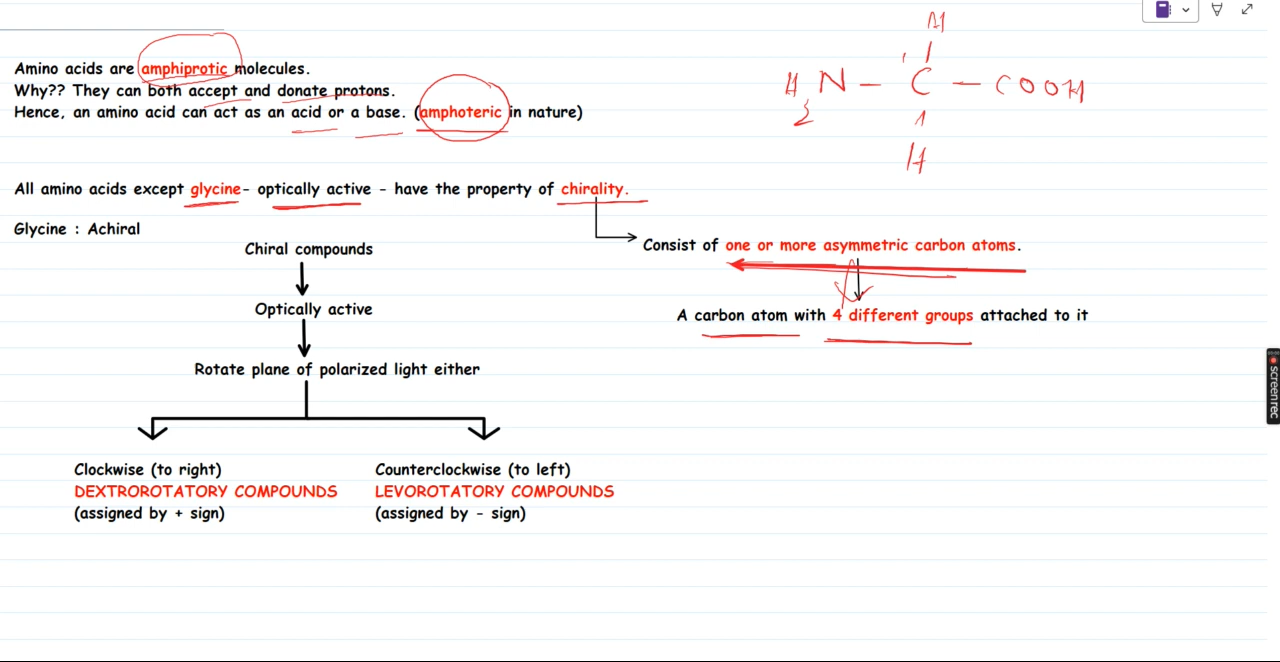 H
Amino acids are amphiprotic molecules.
H2N - C - COOH
Why?? They can both accept and donate protons.
Hence, an amino acid can act as an acid or a base. (amphoteric in nature)
H
All amino acids except glycine- optically active - have the property of chirality.
Glycine : Achiral
Consist of one or more asymmetric carbon atoms.
Chiral compounds
Optically active
A carbon atom with 4 different groups attached to it
Rotate plane of polarized light either
Clockwise (to right)
DEXTROROTATORY COMPOUNDS
(assigned by + sign)
Counterclockwise (to left)
LEVOROTATORY COMPOUNDS
(assigned by - sign)
screenrec